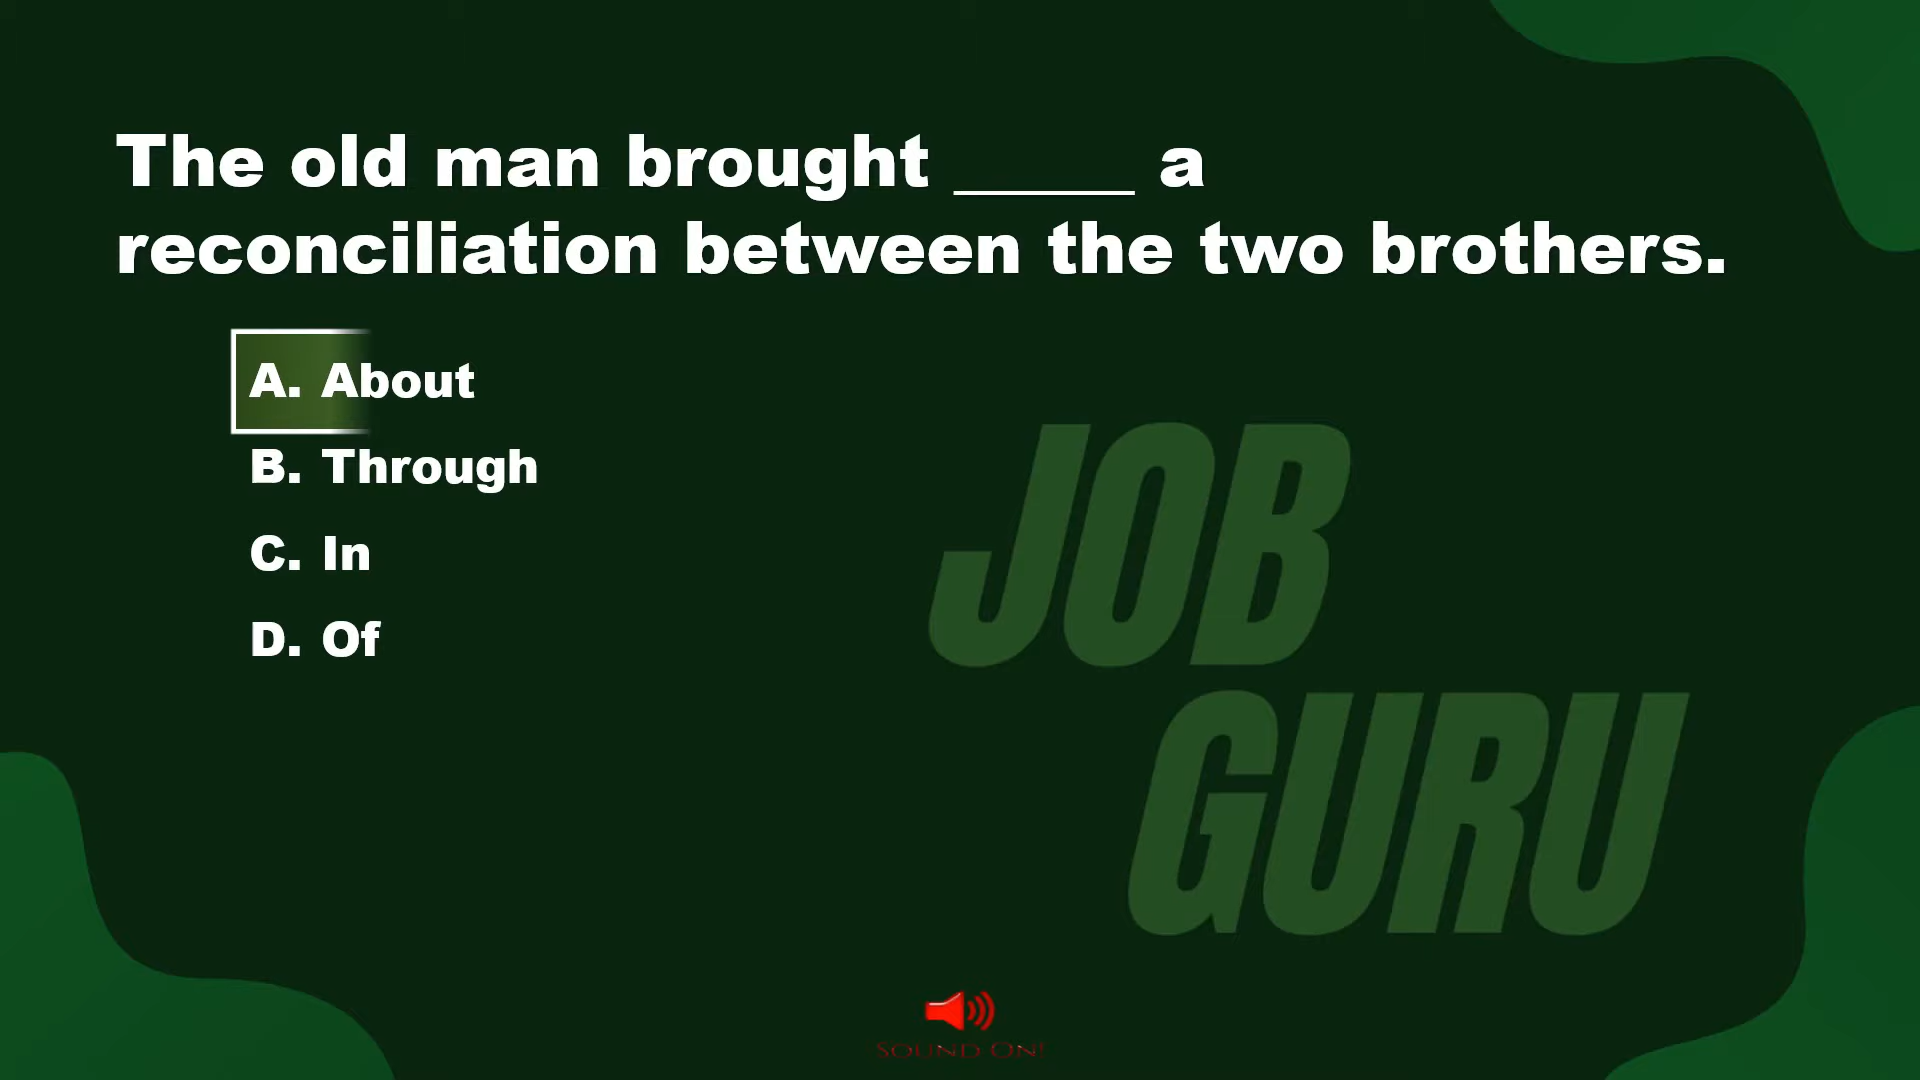 The old man brought _____ a
reconciliation between the two brothers.
A. About
B. Through
C. In
D. Of
JOB
GURU
SOUND ON!